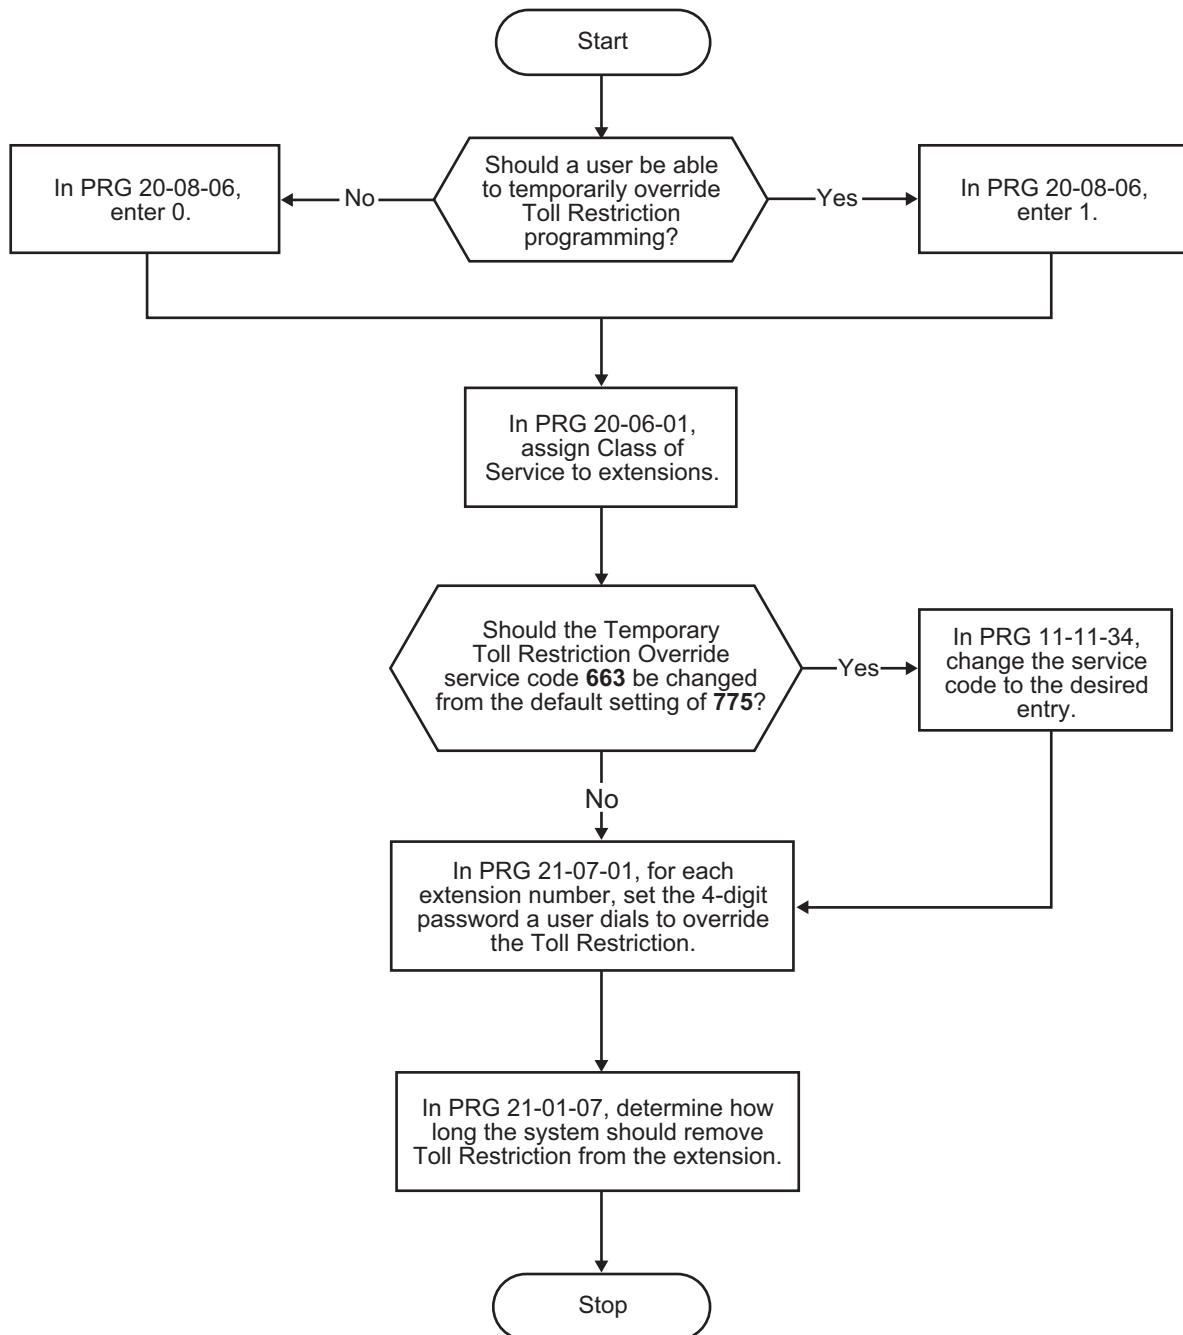 Start
Should a user be able
to temporarily override
Toll Restriction
programming?
No
Yes
In PRG 20-08-06,
enter 0.
In PRG 20-08-06,
enter 1.
In PRG 20-06-01,
assign Class of
Service to extensions.
Should the Temporary
Toll Restriction Override
service code 663 be changed
from the default setting of 775?
Yes
In PRG 11-11-34,
change the service
code to the desired
entry.
No
In PRG 21-07-01, for each
extension number, set the 4-digit
password a user dials to override
the Toll Restriction.
In PRG 21-01-07, determine how
long the system should remove
Toll Restriction from the extension.
Stop